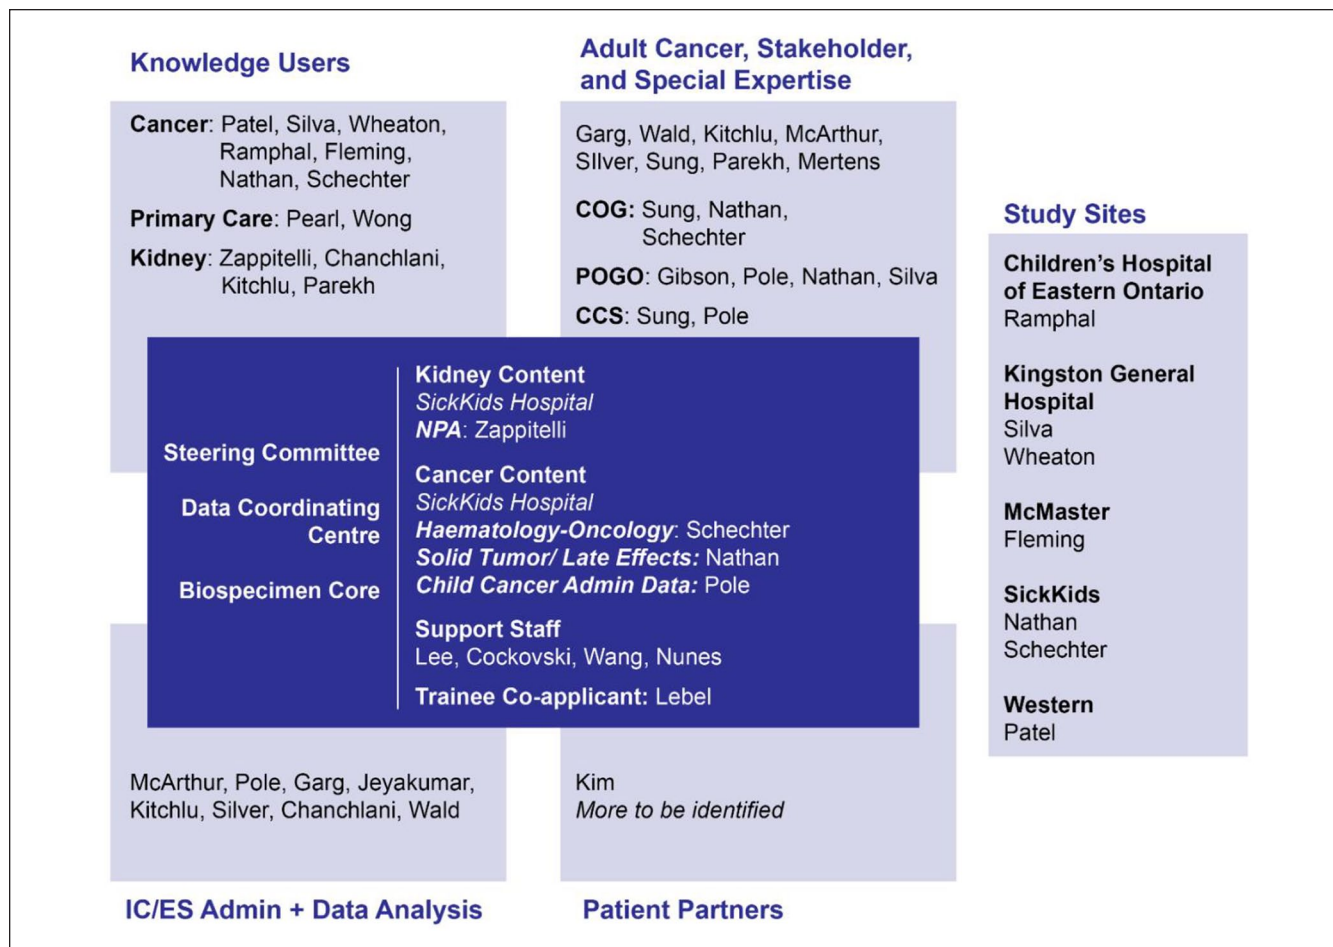 Knowledge Users
Cancer: Patel, Silva, Wheaton,
Ramphal, Fleming,
Nathan, Schechter
Primary Care: Pearl, Wong
Kidney: Zappitelli, Chanchlani,
Kitchlu, Parekh
Adult Cancer, Stakeholder,
and Special Expertise
Garg, Wald, Kitchlu, McArthur,
SIlver, Sung, Parekh, Mertens
COG: Sung, Nathan,
Schechter
POGO: Gibson, Pole, Nathan, Silva
CCS: Sung, Pole
Steering Committee
Data Coordinating
Centre
Biospecimen Core
Kidney Content
SickKids Hospital
NPA: Zappitelli
Cancer Content
SickKids Hospital
Haematology-Oncology: Schechter
Solid Tumor/ Late Effects: Nathan
Child Cancer Admin Data: Pole
Support Staff
Lee, Cockovski, Wang, Nunes
Trainee Co-applicant: Lebel
McArthur, Pole, Garg, Jeyakumar,
Kitchlu, Silver, Chanchlani, Wald
IC/ES Admin + Data Analysis
Kim
More to be identified
Patient Partners
Study Sites
Children's Hospital
of Eastern Ontario
Ramphal
Kingston General
Hospital
Silva
Wheaton
McMaster
Fleming
SickKids
Nathan
Schechter
Western
Patel